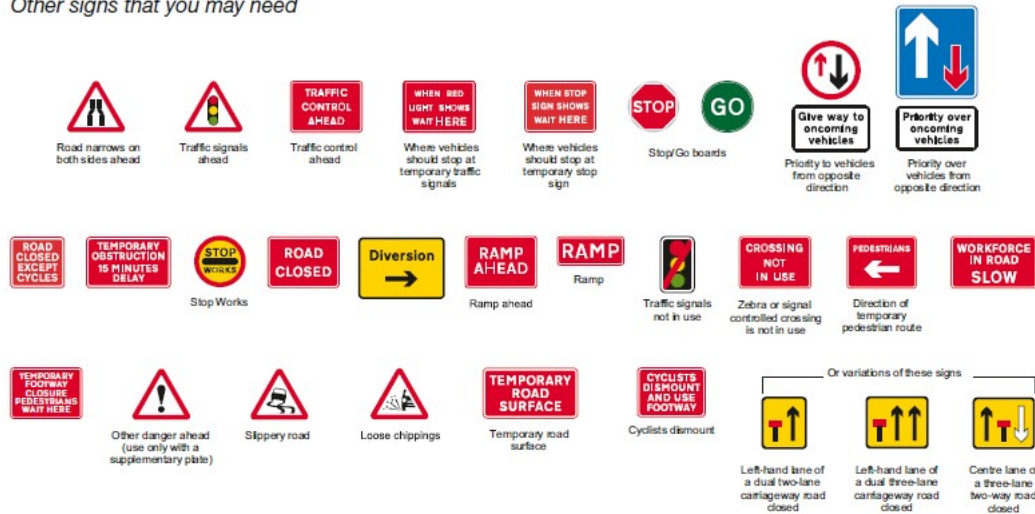 Other signs that you may need
TRAFFIC
CONTROL
AHEAD
WHEN RED
LIGHT SHOWS
WAIT HERE
WHEN STOP
SIGN SHOWS
WAIT HERE
STOP
GO
Give way to
oncoming
vehicles
Priority over
oncoming
vehicles
Road narrows on
both sides ahead
Traffic signals
ahead
Traffic control
ahead
Where vehicles
should stop at
temporary traffic
signals
Where vehicles
should stop at
temporary stop
sign
Stop/Go boards
Priority to vehicles
from opposite
direction
Priority over
vehicles from
opposite direction
ROAD
CLOSED
EXCEPT
CYCLES
TEMPORARY
OBSTRUCTION
15 MINUTES
DELAY
STOP
WORKS
Stop Works
ROAD
CLOSED
Diversion
RAMP
AHEAD
Ramp ahead
RAMP
Ramp
Traffic signals
not in use
CROSSING
NOT
IN USE
Zebra or signal
controlled crossing
is not in use
PEDESTRIANS
Direction of
temporary
pedestrian route
WORKFORCE
IN ROAD
SLOW
TEMPORARY
FOOTWAY
CLOSURE
PEDESTRIANS
WAIT HERE
Other danger ahead
(use only with a
supplementary plate)
Slippery road
Loose chippings
TEMPORARY
ROAD
SURFACE
Temporary road
surface
CYCLISTS
DISMOUNT
AND USE
FOOTWAY
Cyclists dismount
Or variations of these signs
Left-hand lane of
a dual two-lane
carriageway road
closed
Left-hand lane of
a dual three-lane
carriageway road
closed
Centre lane o
a three-lane
two-way road
closed